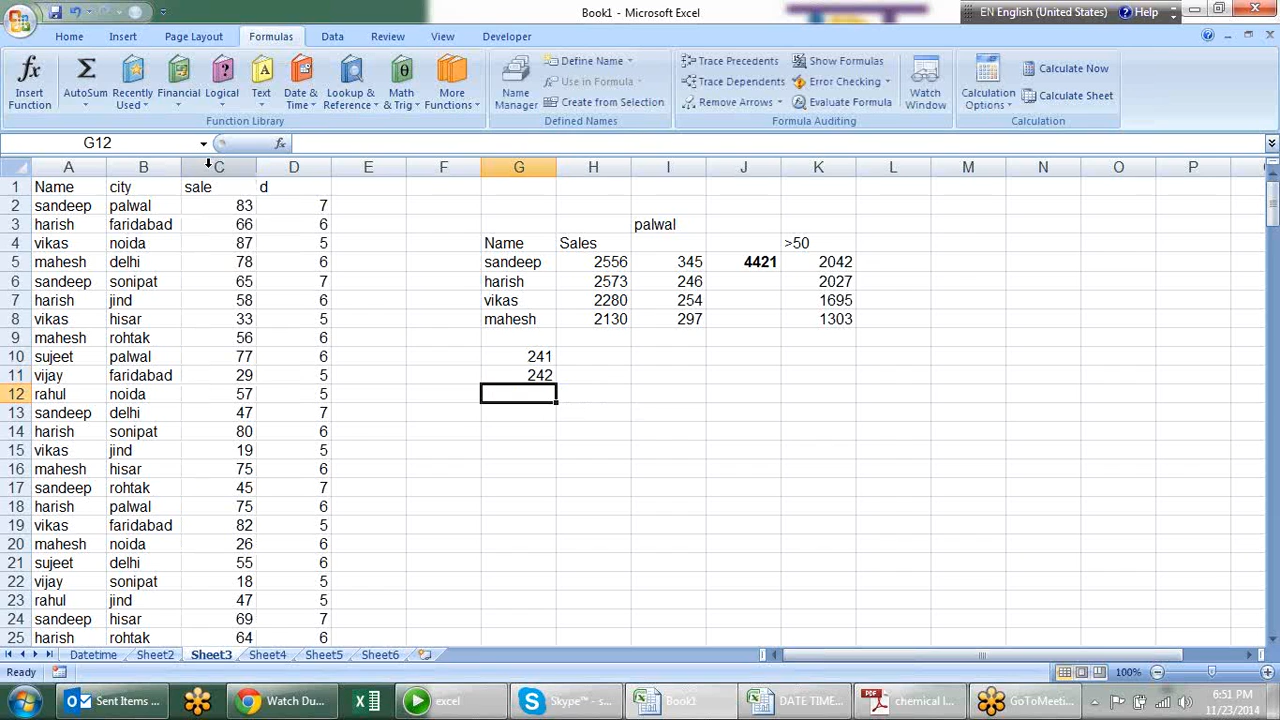 Book1 - Microsoft Excel
EN English (United States)
Help
Home Insert Page Layout Formulas Data Review View Developer
Insert Function
AutoSum
Recently Used
Financial
Logical
Text
Date & Time
Lookup & Reference
Math & Trig
More Functions
Function Library
Name Manager
Define Name
Use in Formula
Create from Selection
Defined Names
Trace Precedents
Trace Dependents
Remove Arrows
Show Formulas
Error Checking
Evaluate Formula
Formula Auditing
Watch Window
Calculation Options
Calculate Now
Calculate Sheet
Calculation
G12 fx
A B C D E F G H I J K L M N O P
1 Name city sale d
2 sandeep palwal 83 7
3 harish faridabad 66 6 palwal
4 vikas noida 87 5 Name Sales >50
5 mahesh delhi 78 6 sandeep 2556 345 4421 2042
6 sandeep sonipat 65 7 harish 2573 246 2027
7 harish jind 58 6 vikas 2280 254 1695
8 vikas hisar 33 5 mahesh 2130 297 1303
9 mahesh rohtak 56 6
10 sujeet palwal 77 6 241
11 vijay faridabad 29 5 242
12 rahul noida 57 5
13 sandeep delhi 47 7
14 harish sonipat 80 6
15 vikas jind 19 5
16 mahesh hisar 75 6
17 sandeep rohtak 45 7
18 harish palwal 75 6
19 vikas faridabad 82 5
20 mahesh noida 26 6
21 sujeet delhi 55 6
22 vijay sonipat 18 5
23 rahul jind 47 5
24 sandeep hisar 69 7
25 harish rohtak 64 6
Datetime Sheet2 Sheet3 Sheet4 Sheet5 Sheet6
Ready 100%
Sent Items ... Watch Du... excel Skype™ - s... Book1 DATE TIME... chemical I... GoToMeeti...
6:51 PM
11/23/2014